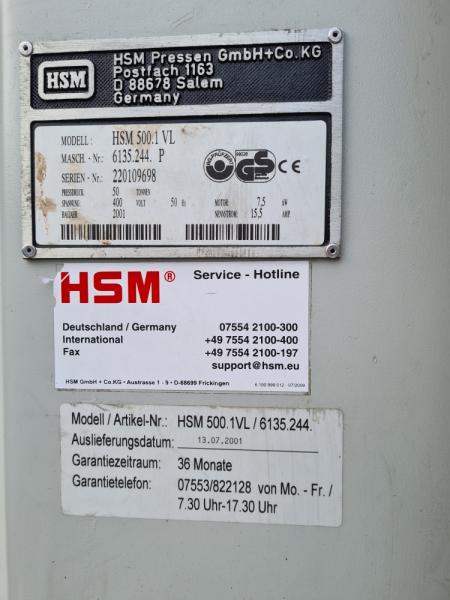 HSM
HSM Pressen GmbH+Co.KG
Postfach 1163
D 88678 Salem
Germany
MODELL : HSM 500.1 VL
MASCH.-Nr.: 6135.244. P
SERIEN-Nr.: 220109698
PRESSDRUCK: 50 TONNEN
SPANNUNG 400 VOLT 50 Hz MOTOR: 7,5 kW
BAUJAHR 2001 NENNSTROM: 15,5 AMP.
GS CE
HSM® Service - Hotline
Deutschland / Germany 07554 2100-300
International +49 7554 2100-400
Fax +49 7554 2100-197
support@hsm.eu
HSM GmbH + Co.KG - Austrasse 1 - 9 - D-88699 Frickingen
Modell / Artikel-Nr.: HSM 500.1VL / 6135.244.
Auslieferungsdatum: 13.07.2001
Garantiezeitraum: 36 Monate
Garantietelefon: 07553/822128 von Mo. - Fr. /
7.30 Uhr-17.30 Uhr